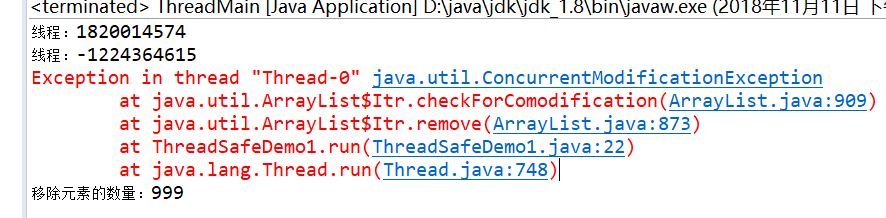 <terminated> ThreadMain [Java Application] D:\java\jdk\jdk_1.8\bin\javaw.exe (2018年11月11日 下
线程：1820014574
线程：-1224364615
Exception in thread "Thread-0" java.util.ConcurrentModificationException
at java.util.ArrayList$Itr.checkForComodification(ArrayList.java:909)
at java.util.ArrayList$Itr.remove(ArrayList.java:873)
at ThreadSafeDemo1.run(ThreadSafeDemo1.java:22)
at java.lang.Thread.run(Thread.java:748)
移除元素的数量：999